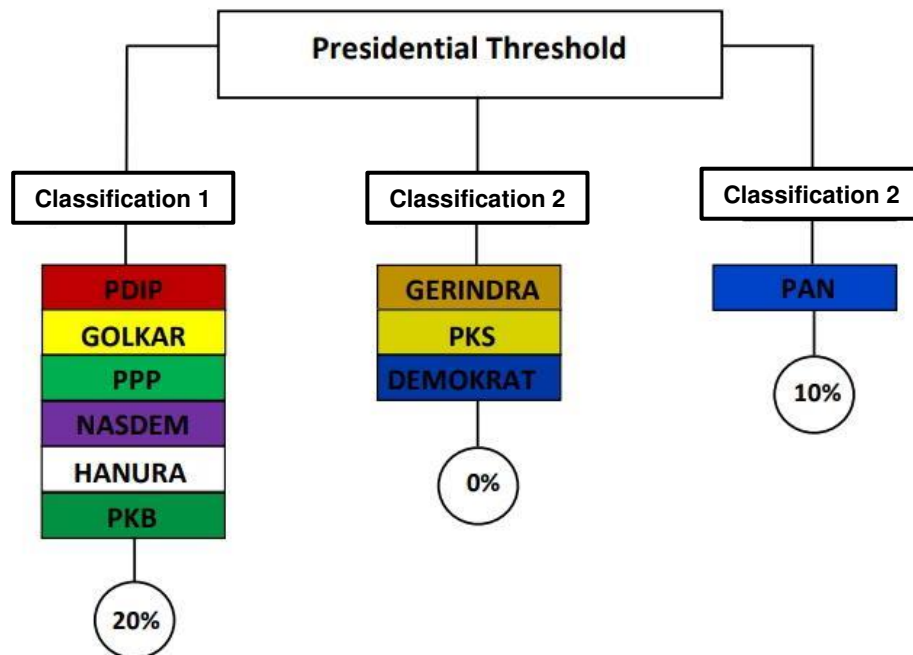 Presidential Threshold
Classification 1
Classification 2
Classification 2
PDIP
GOLKAR
PPP
NASDEM
HANURA
PKB
20%
GERINDRA
PKS
DEMOKRAT
0%
PAN
10%